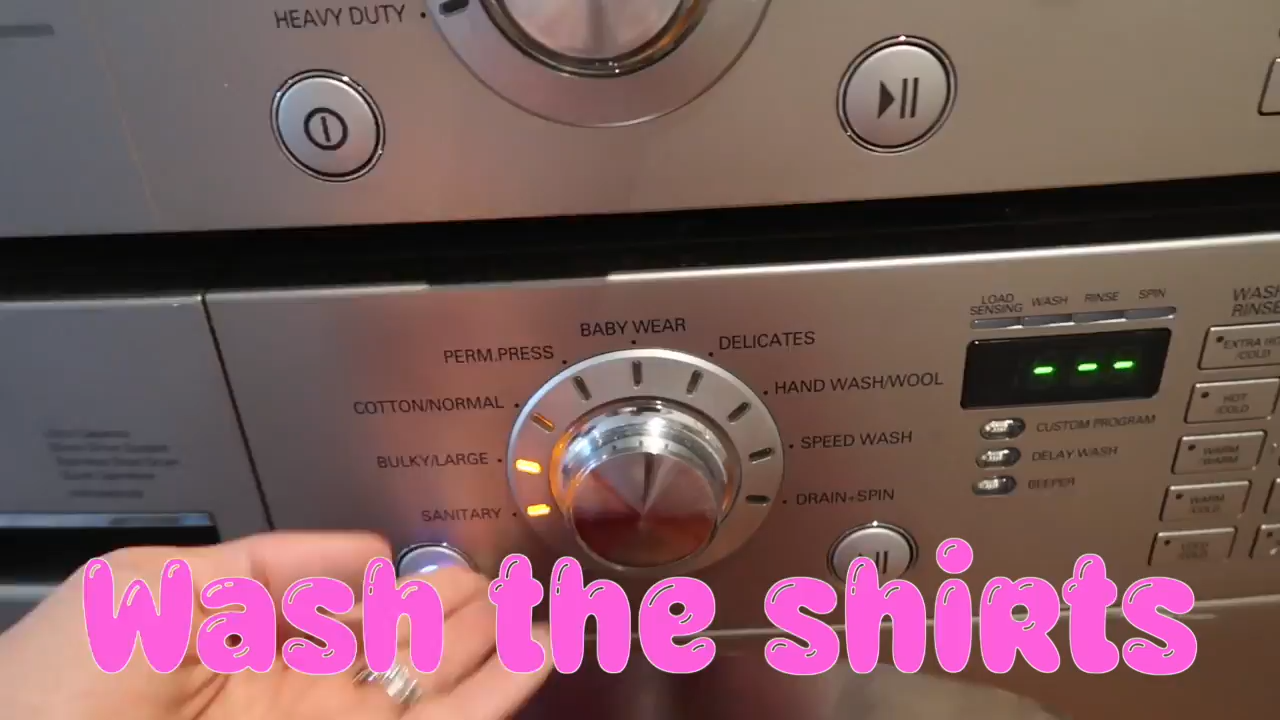 HEAVY DUTY
BABY WEAR
PERM.PRESS
DELICATES
COTTON/NORMAL
HAND WASH/WOOL
BULKY/LARGE
SPEED WASH
SANITARY
DRAIN+SPIN
LOAD
SENSING
WASH
RINSE
SPIN
CUSTOM PROGRAM
DELAY WASH
BEEPER
WASH
RINSE
EXTRA HOT
/COLD
HOT
/COLD
WARM
/WARM
WARM
/COLD
Wash the shirts